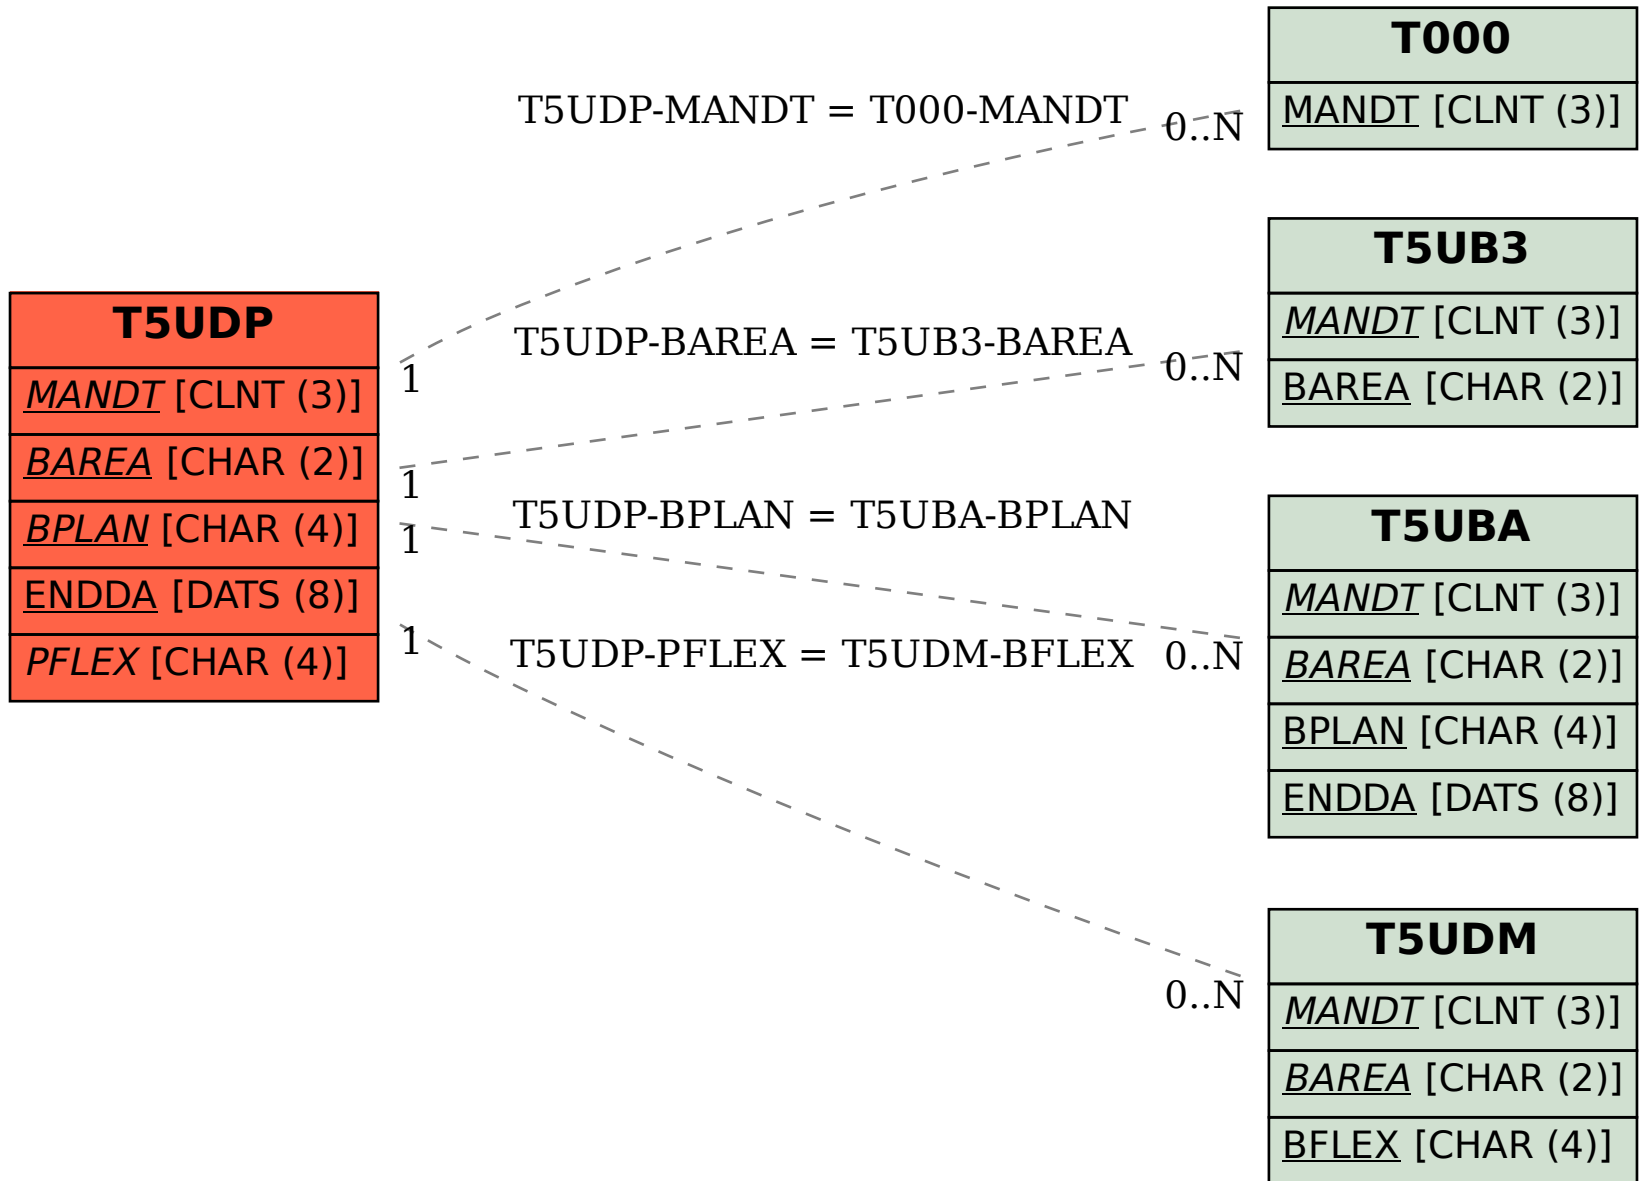 T5UDP
MANDT [CLNT (3)]
BAREA [CHAR (2)]
BPLAN [CHAR (4)]
ENDDA [DATS (8)]
PFLEX [CHAR (4)]
T5UDP-MANDT = T000-MANDT
1
0..N
T5UDP-BAREA = T5UB3-BAREA
1
0..N
T5UDP-BPLAN = T5UBA-BPLAN
1
0..N
T5UDP-PFLEX = T5UDM-BFLEX
1
0..N
T000
MANDT [CLNT (3)]
T5UB3
MANDT [CLNT (3)]
BAREA [CHAR (2)]
T5UBA
MANDT [CLNT (3)]
BAREA [CHAR (2)]
BPLAN [CHAR (4)]
ENDDA [DATS (8)]
T5UDM
MANDT [CLNT (3)]
BAREA [CHAR (2)]
BFLEX [CHAR (4)]